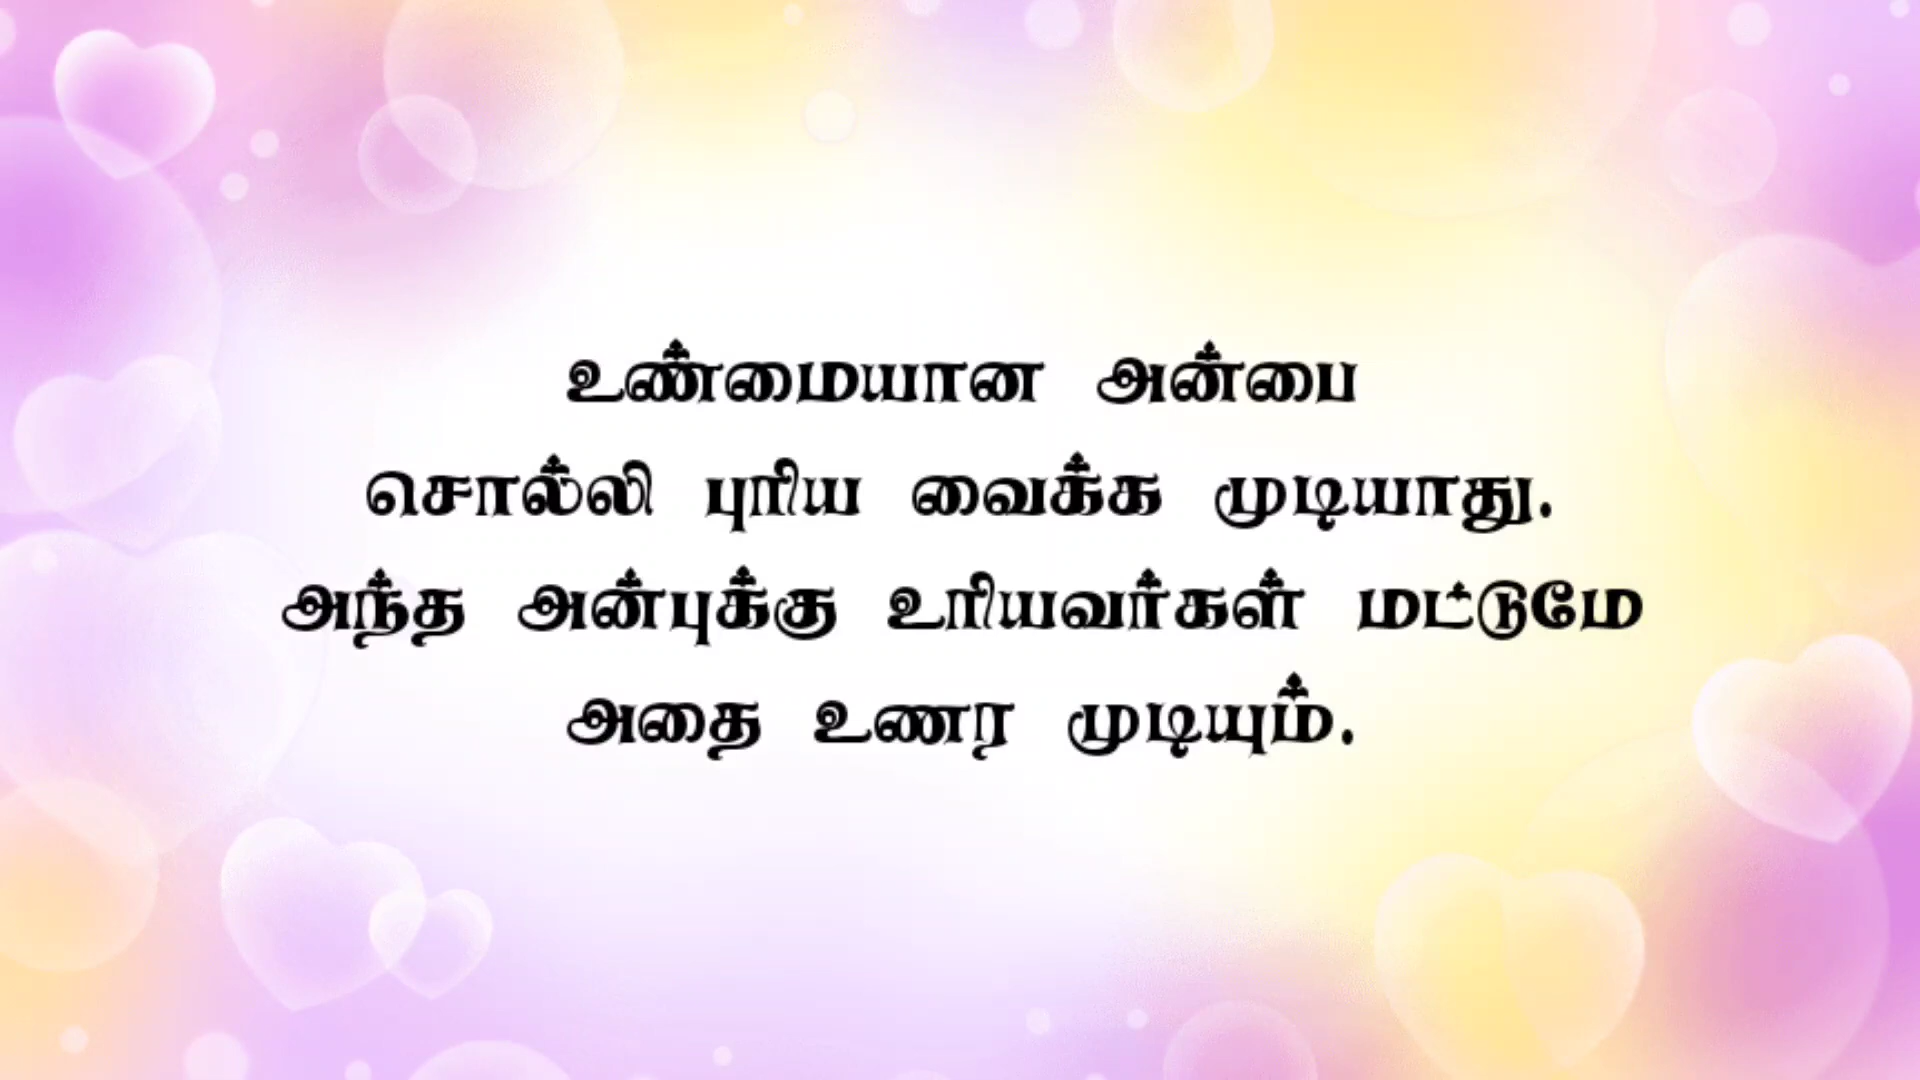 உண்மையான அன்பை
சொல்லி புரிய வைக்க முடியாது.
அந்த அன்புக்கு உரியவர்கள் மட்டுமே
அதை உணர முடியும்.